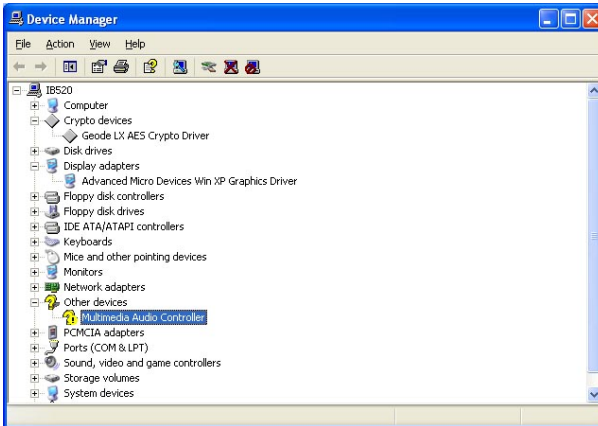 Device Manager
File Action View Help
IB520
Computer
Crypto devices
Geode LX AES Crypto Driver
Disk drives
Display adapters
Advanced Micro Devices Win XP Graphics Driver
Floppy disk controllers
Floppy disk drives
IDE ATA/ATAPI controllers
Keyboards
Mice and other pointing devices
Monitors
Network adapters
Other devices
Multimedia Audio Controller
PCMCIA adapters
Ports (COM & LPT)
Sound, video and game controllers
Storage volumes
System devices